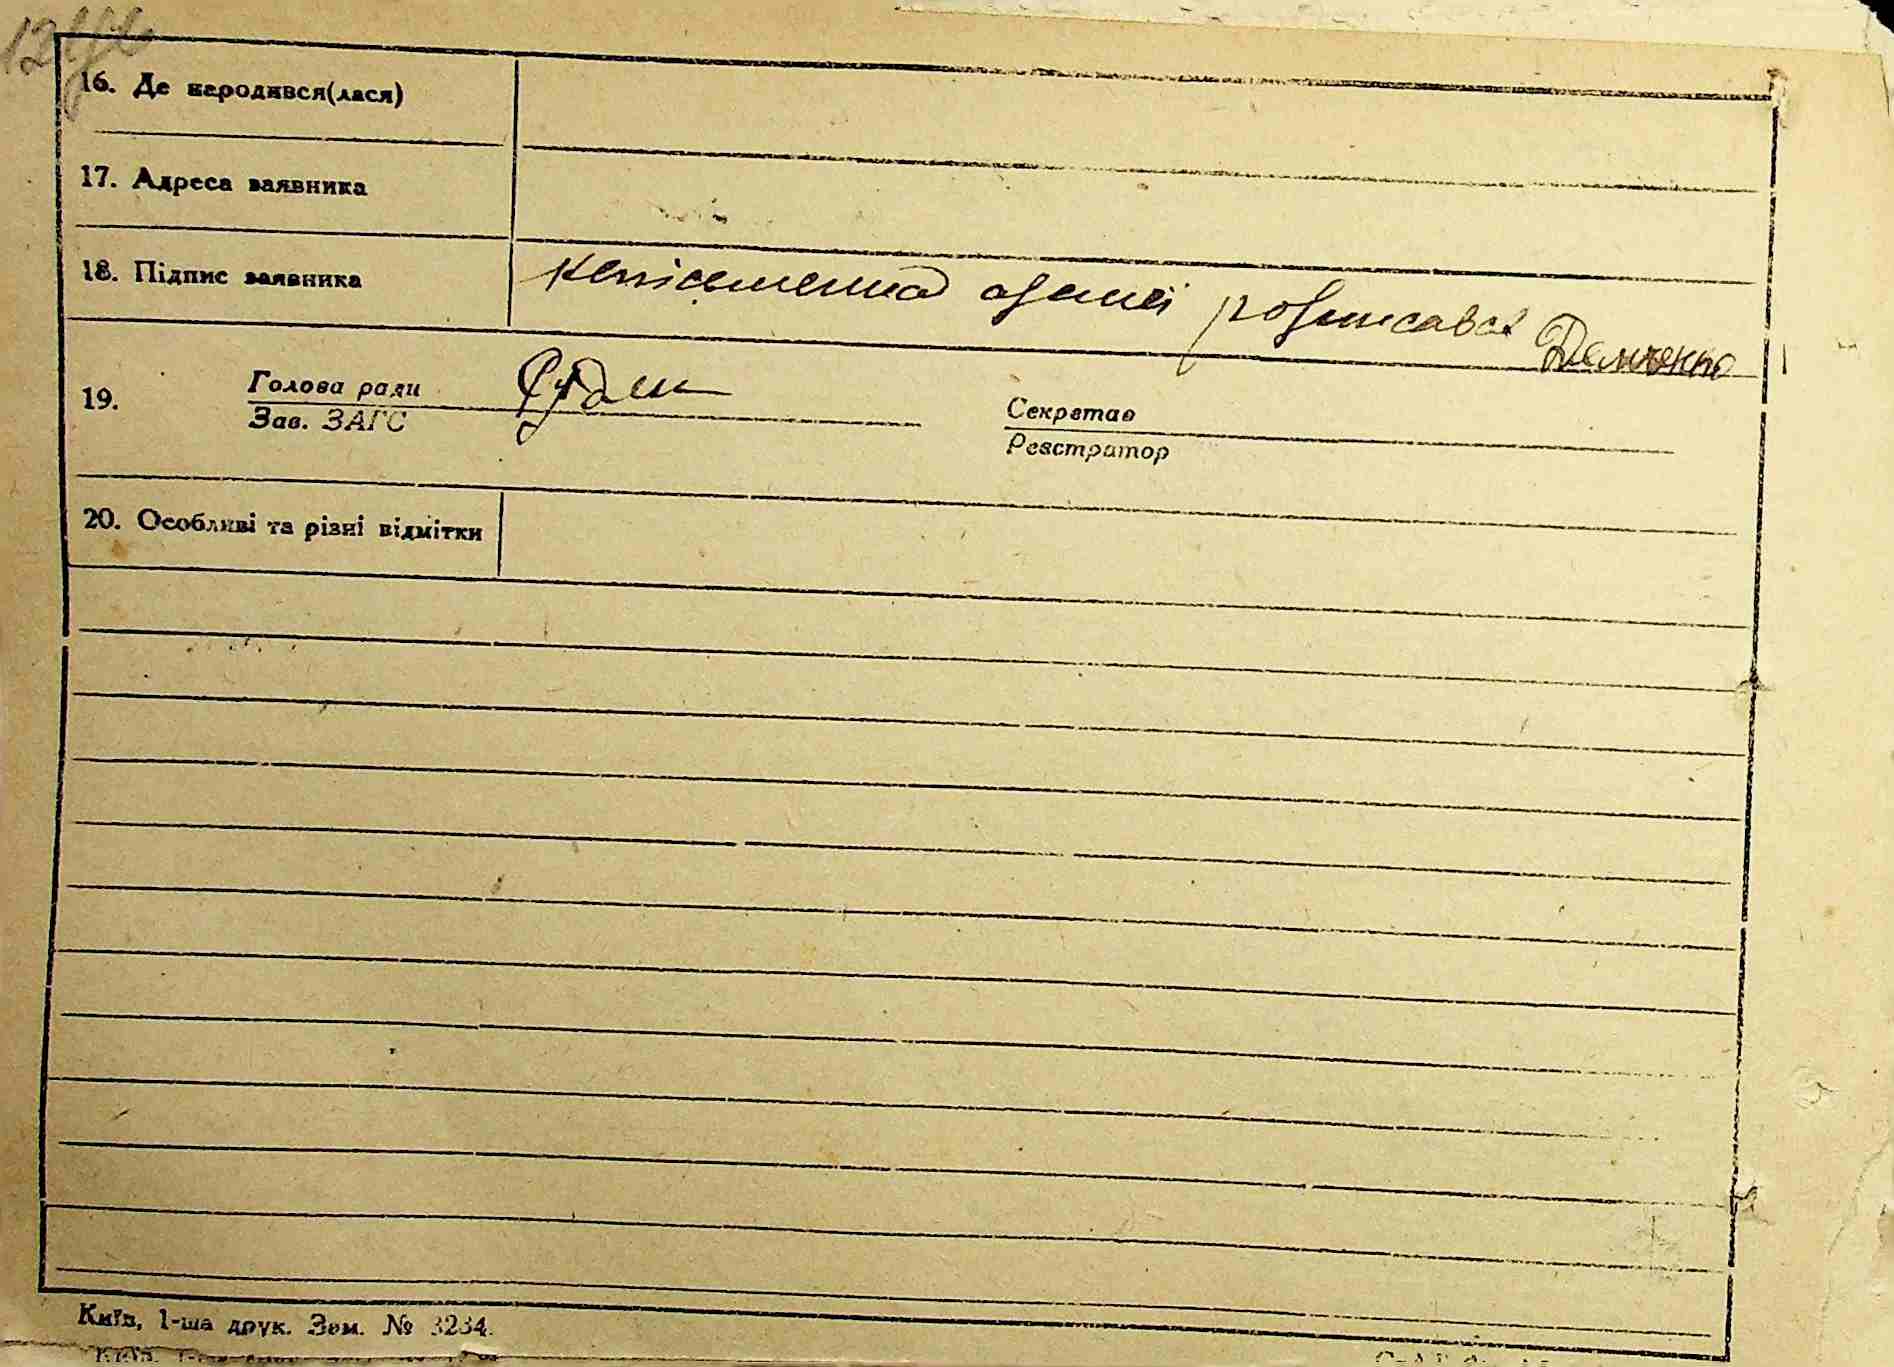 16. Де народився(лася)
17. Адреса заявника
18. Підпис заявника
неписьменна за неї розписався Демченко
19.
Голова ради
Зав. ЗАГС
Секретар
Реєстратор
20. Особливі та різні відмітки
Київ, 1-ша друк. Зам. № 3234.